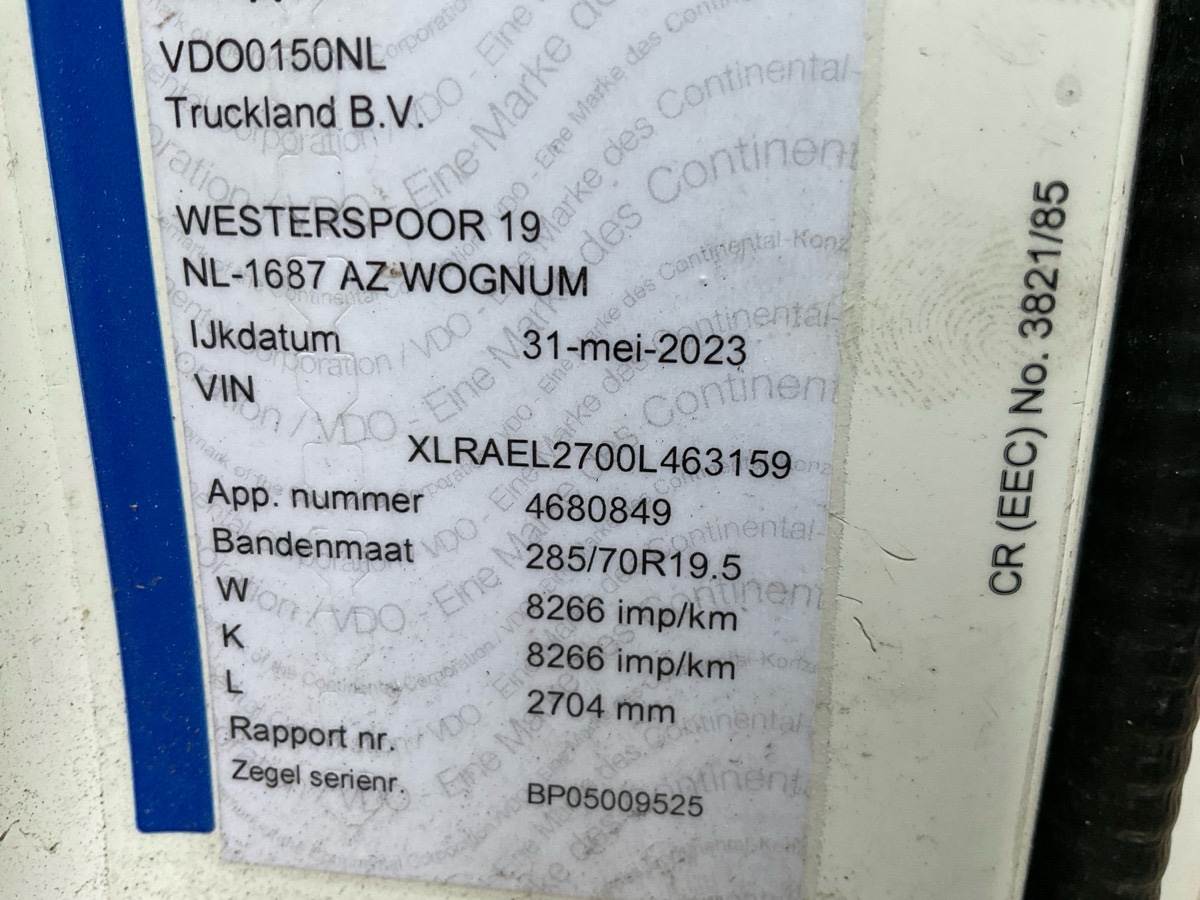 VDO0150NL
Truckland B.V.
WESTERSPOOR 19
NL-1687 AZ WOGNUM
IJkdatum 31-mei-2023
VIN
XLRAEL2700L463159
App. nummer 4680849
Bandenmaat 285/70R19.5
W 8266 imp/km
K 8266 imp/km
L 2704 mm
Rapport nr.
Zegel serienr. BP05009525
CR (EEC) No. 3821/85